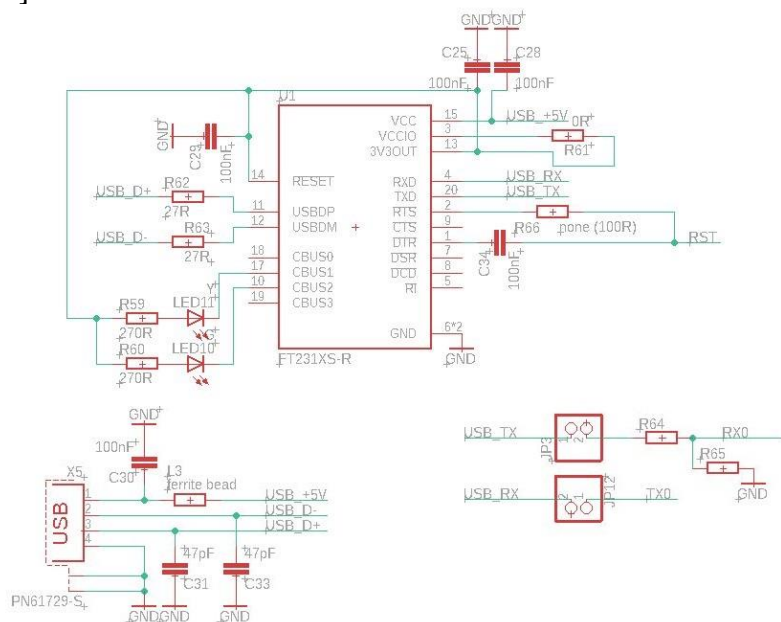 GND GND
C25 C28
100nF 100nF
U1
GND
C29
100nF
VCC 15 USB_+5V
VCCIO 3 0R
R61
3V3OUT 13
14 RESET
RXD 4 USB_RX
TXD 20 USB_TX
USB_D+ R62 27R 11 USBDP
RTS 2 R66 none (100R)
USB_D- R63 27R 12 USBDM
CTS 9
DTR 1 C34 100nF RST
DSR 7
DCD 8
RI 5
18 CBUS0
17 CBUS1
10 CBUS2
19 CBUS3
R59 LED11 Y
270R G
R60 LED10
270R
GND 6*2
GND
FT231XS-R
GND
100nF
X5 C30 L3
ferrite bead
1 USB_+5V
2 USB_D-
3 USB_D+
4
USB
47pF 47pF
C31 C33
PN61729-S
GND GND GND
USB_TX JP3 1 2 R64 RX0
R65
GND
USB_RX 2 1 JP12 TX0